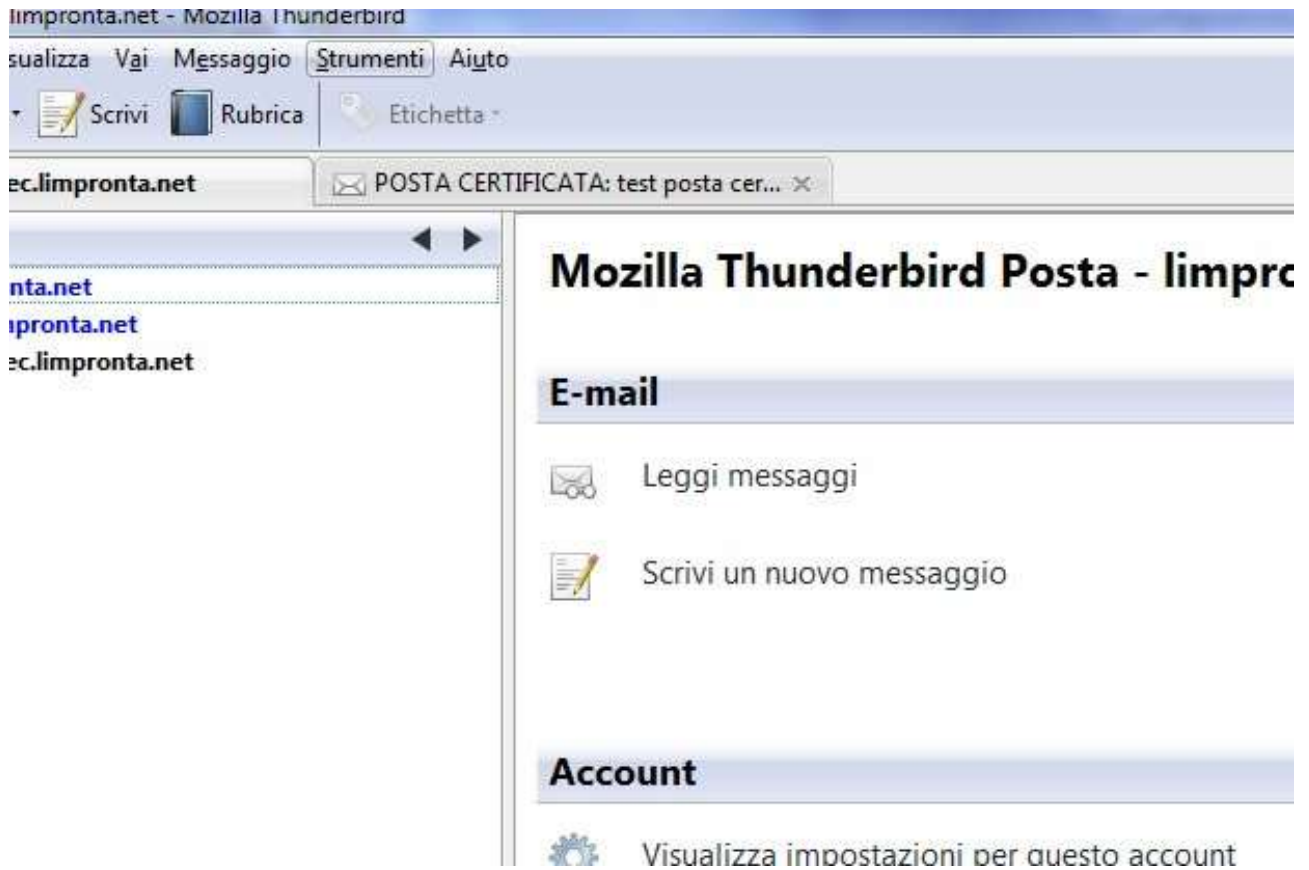 limpronta.net - Mozilla Thunderbird
sualizza Vai Messaggio Strumenti Aiuto
Scrivi Rubrica Etichetta
ec.limpronta.net POSTA CERTIFICATA: test posta cer...
nta.net
npronta.net
ec.limpronta.net
Mozilla Thunderbird Posta - limpro
E-mail
Leggi messaggi
Scrivi un nuovo messaggio
Account
Visualizza impostazioni per questo account